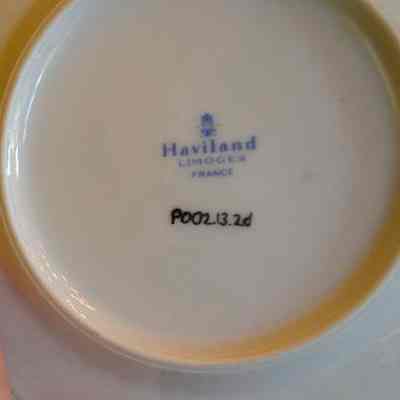 Haviland
LIMOGES
FRANCE
P002.13.2d